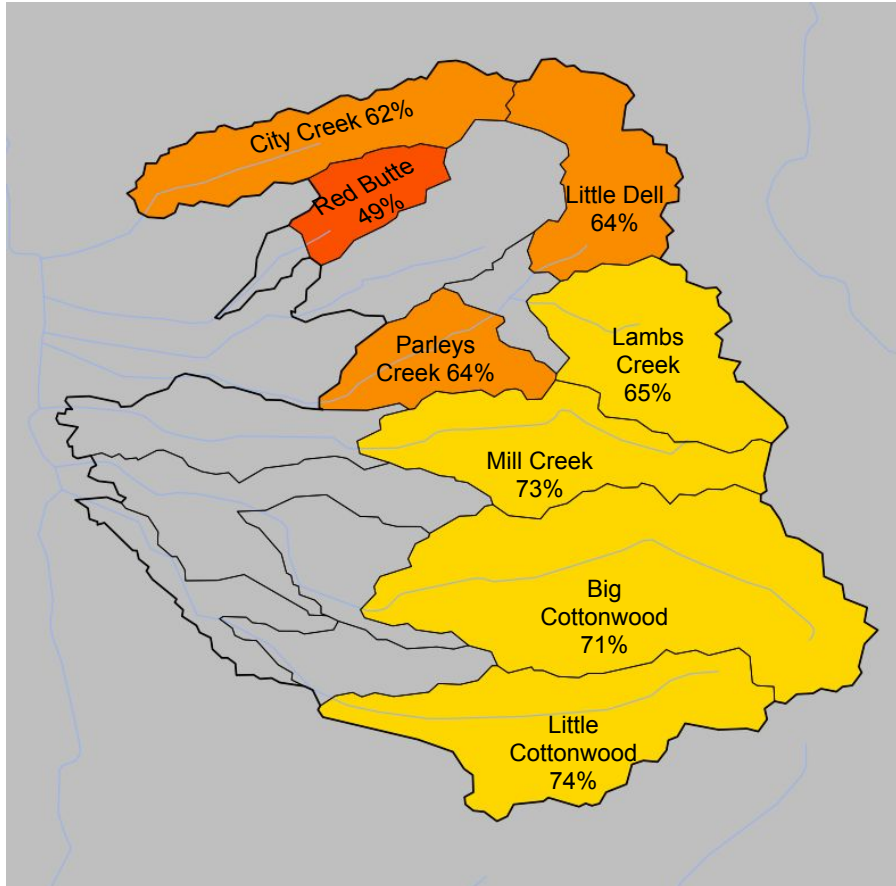 City Creek 62%
Red Butte
49%
Little Dell
64%
Parleys
Creek 64%
Lambs
Creek
65%
Mill Creek
73%
Big
Cottonwood
71%
Little
Cottonwood
74%